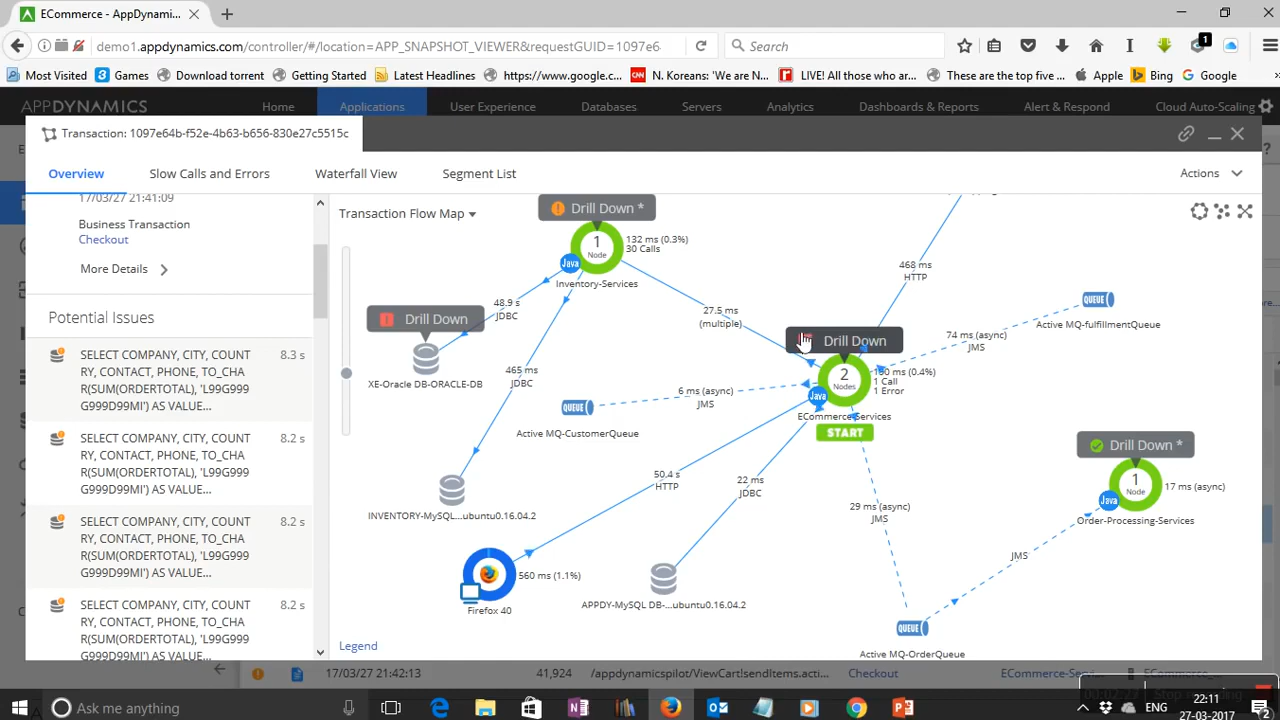 ECommerce - AppDynami...
demo1.appdynamics.com/controller/#/location=APP_SNAPSHOT_VIEWER&requestGUID=1097e6
Search
1
Most Visited
Games
Download torrent
Getting Started
Latest Headlines
https://www.google.c...
N. Koreans: 'We are N...
LIVE! All those who ar...
These are the top five ...
Apple
Bing
Google
APPDYNAMICS
Home
Applications
User Experience
Databases
Servers
Analytics
Dashboards & Reports
Alert & Respond
Cloud Auto-Scaling
Transaction: 1097e64b-f52e-4b63-b656-830e27c5515c
Overview
Slow Calls and Errors
Waterfall View
Segment List
Actions
17/03/27 21:41:09
Business Transaction
Checkout
More Details
Potential Issues
SELECT COMPANY, CITY, COUNT
RY, CONTACT, PHONE, TO_CHA
R(SUM(ORDERTOTAL), 'L99G9
G999D99MI') AS VALUE...
8.3 s
SELECT COMPANY, CITY, COUNT
RY, CONTACT, PHONE, TO_CHA
R(SUM(ORDERTOTAL), 'L99G999
G999D99MI') AS VALUE...
8.2 s
SELECT COMPANY, CITY, COUNT
RY, CONTACT, PHONE, TO_CHA
R(SUM(ORDERTOTAL), 'L99G999
G999D99MI') AS VALUE...
8.2 s
SELECT COMPANY, CITY, COUNT
RY, CONTACT, PHONE, TO_CHA
R(SUM(ORDERTOTAL), 'L99G999
G999D99MI') AS VALUE...
8.2 s
Transaction Flow Map
Drill Down *
1
Node
Java
132 ms (0.3%)
30 Calls
Inventory-Services
468 ms
HTTP
48.9 s
JDBC
27.5 ms
(multiple)
QUEUE
Active MQ-fulfillmentQueue
Drill Down
XE-Oracle DB-ORACLE-DB
Drill Down
74 ms (async)
JMS
465 ms
JDBC
2
Nodes
Java
1 Call
1 Error
ECommerce-Services
START
6 ms (async)
JMS
QUEUE
Active MQ-CustomerQueue
Drill Down *
1
Node
Java
17 ms (async)
Order-Processing-Services
50.4 s
HTTP
22 ms
JDBC
INVENTORY-MySQL...ubuntu0.16.04.2
29 ms (async)
JMS
JMS
560 ms (1.1%)
Firefox 40
APPDY-MySQL DB-...ubuntu0.16.04.2
QUEUE
Active MQ-OrderQueue
Legend
17/03/27 21:42:13
41,924
/appdynamicspilot/ViewCart!sendItems.acti...
Checkout
ECommerce-Servi...
ECommerce_...
Ask me anything
ENG
22:11
27-03-2017
2